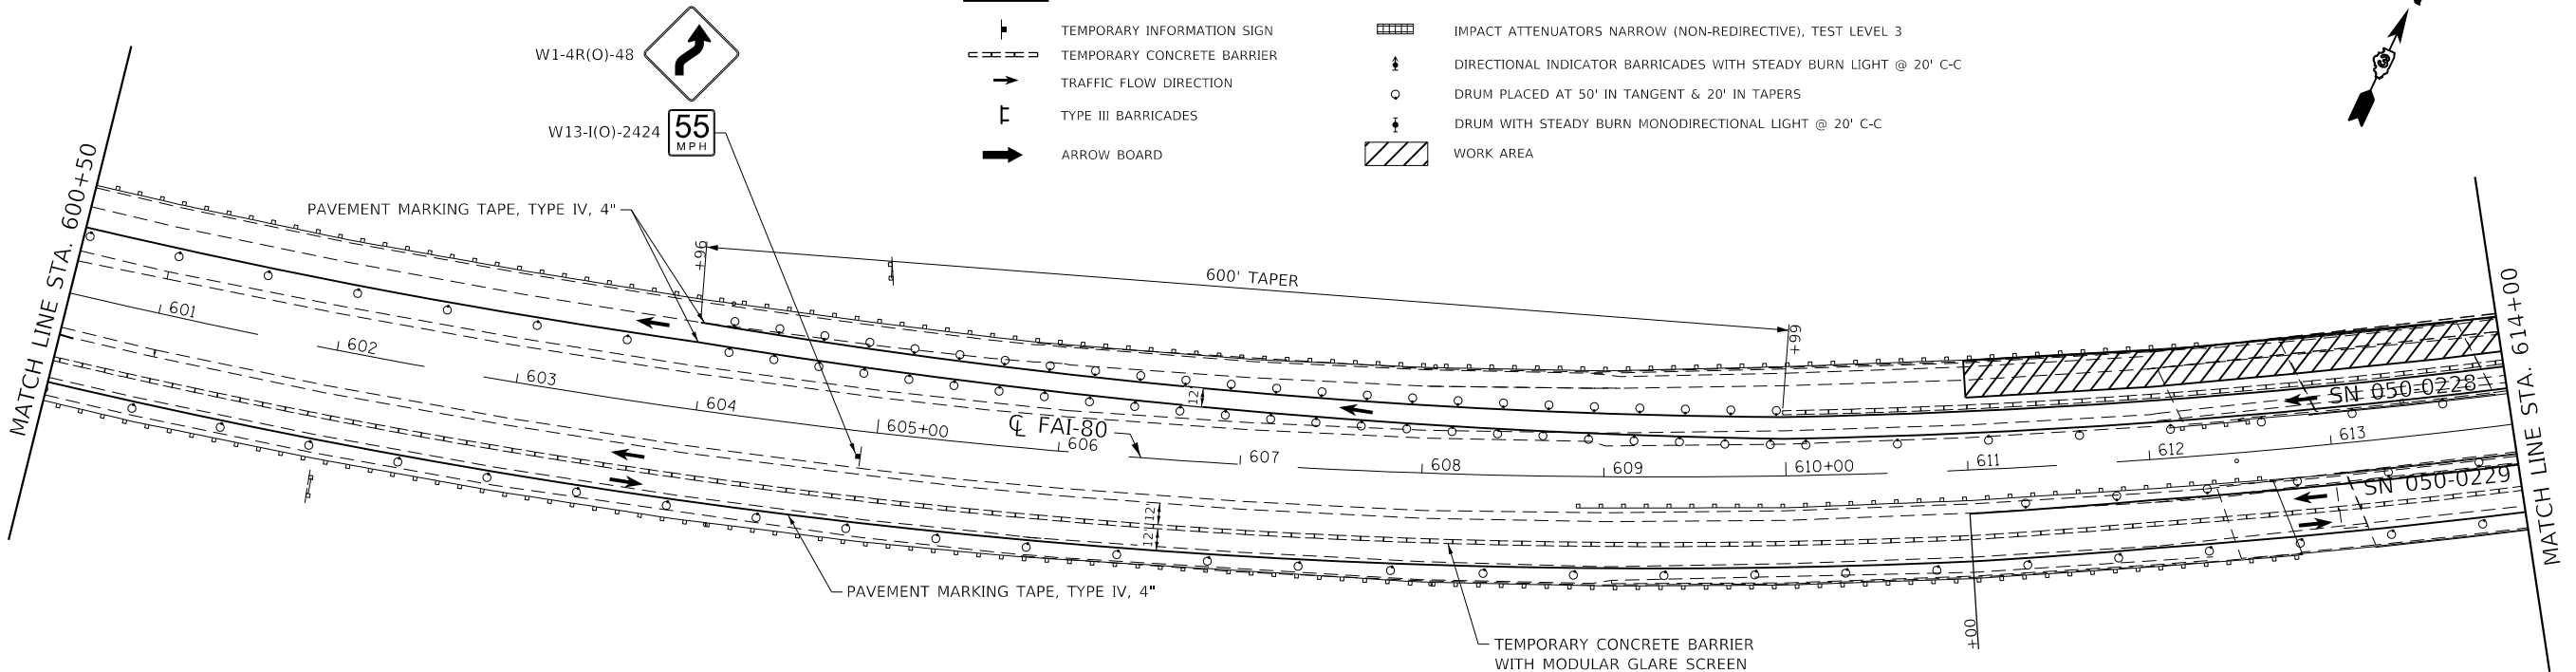 W1-4R(O)-48
W13-I(O)-2424
55
MPH
TEMPORARY INFORMATION SIGN
TEMPORARY CONCRETE BARRIER
TRAFFIC FLOW DIRECTION
TYPE III BARRICADES
ARROW BOARD
IMPACT ATTENUATORS NARROW (NON-REDIRECTIVE), TEST LEVEL 3
DIRECTIONAL INDICATOR BARRICADES WITH STEADY BURN LIGHT @ 20' C-C
DRUM PLACED AT 50' IN TANGENT & 20' IN TAPERS
DRUM WITH STEADY BURN MONODIRECTIONAL LIGHT @ 20' C-C
WORK AREA
3
MATCH LINE STA. 600+50
PAVEMENT MARKING TAPE, TYPE IV, 4"
+96
600' TAPER
+99
MATCH LINE STA. 614+00
601
602
603
604
605+00
606
607
608
609
610+00
611
612
613
℄ FAI-80
12'
SN 050-0228
SN 050-0229
12'
12'
PAVEMENT MARKING TAPE, TYPE IV, 4"
+00
TEMPORARY CONCRETE BARRIER
WITH MODULAR GLARE SCREEN